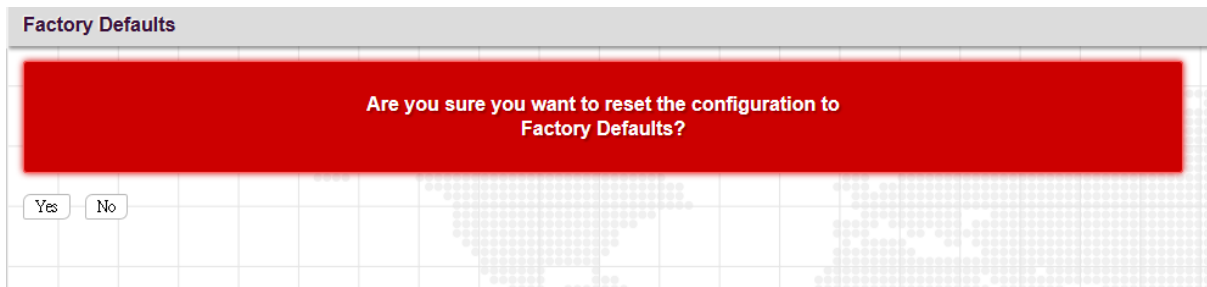 Factory Defaults
Are you sure you want to reset the configuration to
Factory Defaults?
Yes No